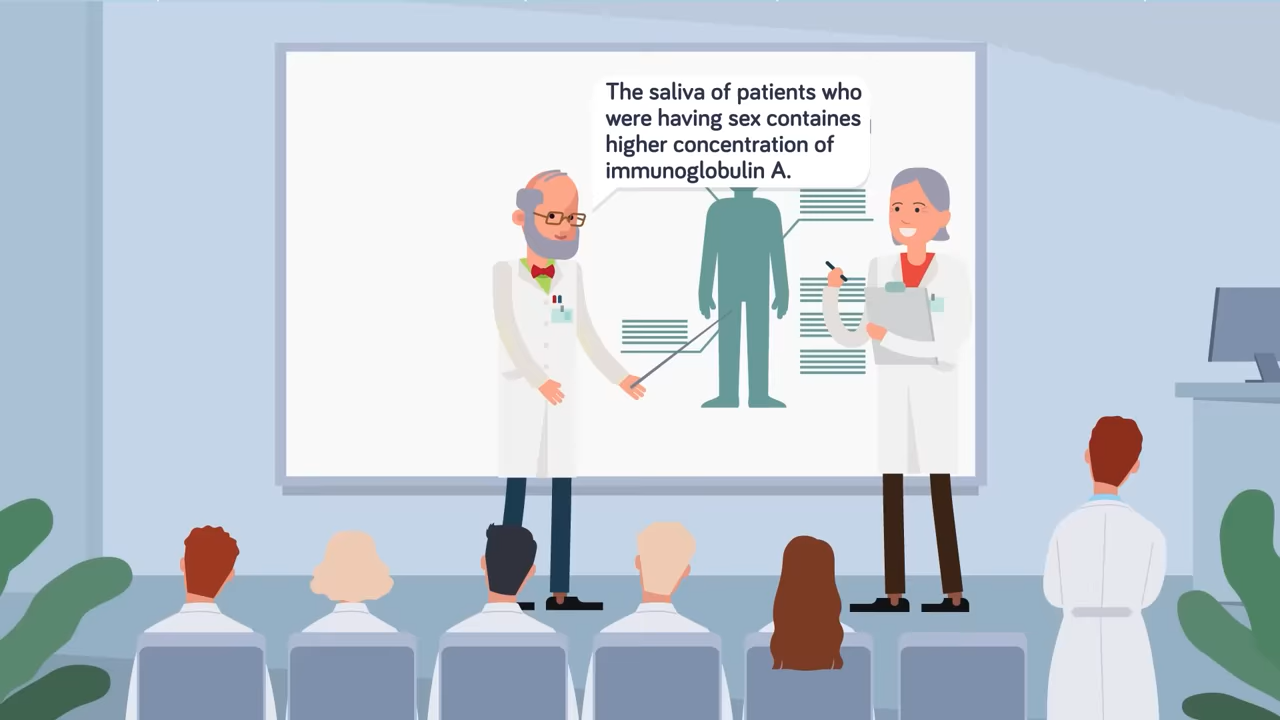 The saliva of patients who
were having sex containes
higher concentration of
immunoglobulin A.